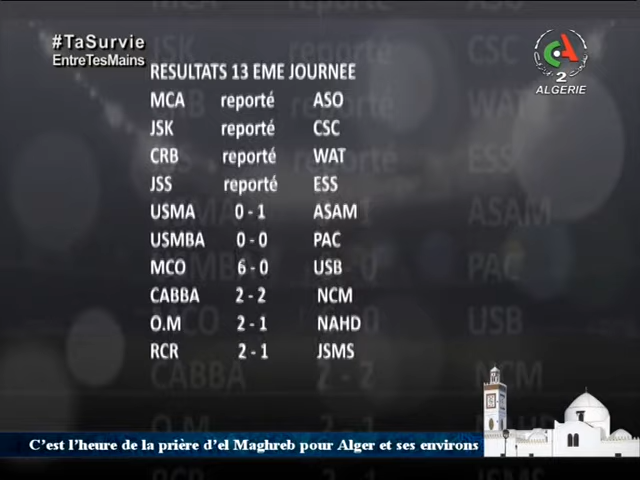 #TaSurvie
EntreTesMains
2
ALGERIE
RESULTATS 13 EME JOURNEE
MCA reporté ASO
JSK reporté CSC
CRB reporté WAT
JSS reporté ESS
USMA 0 - 1 ASAM
USMBA 0 - 0 PAC
MCO 6 - 0 USB
CABBA 2 - 2 NCM
O.M 2 - 1 NAHD
RCR 2 - 1 JSMS
C'est l'heure de la prière d'el Maghreb pour Alger et ses environs